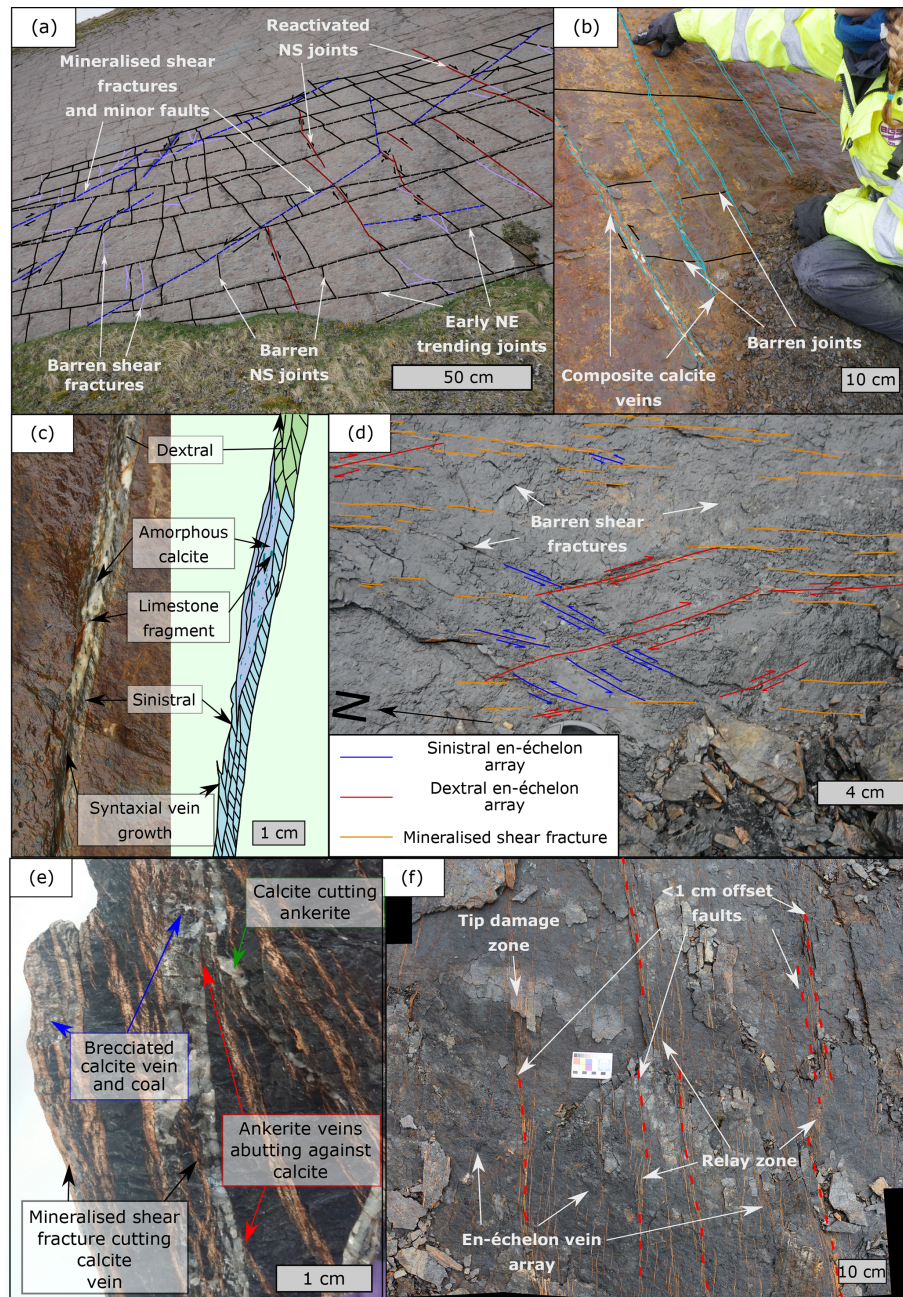 (a)
Reactivated
NS joints
Mineralised shear
fractures
and minor faults
Barren shear
fractures
Barren
NS joints
Early NE
trending joints
50 cm
(b)
Composite calcite
veins
Barren joints
10 cm
(c)
Dextral
Amorphous
calcite
Limestone
fragment
Sinistral
Syntaxial vein
growth
1 cm
(d)
Barren shear
fractures
N
4 cm
Sinistral en-échelon
array
Dextral en-échelon
array
Mineralised shear fracture
(e)
Calcite cutting
ankerite
Brecciated
calcite vein
and coal
Ankerite veins
abutting against
calcite
Mineralised shear
fracture cutting
calcite
vein
1 cm
(f)
<1 cm offset
faults
Tip damage
zone
Relay zone
En-échelon vein
array
10 cm